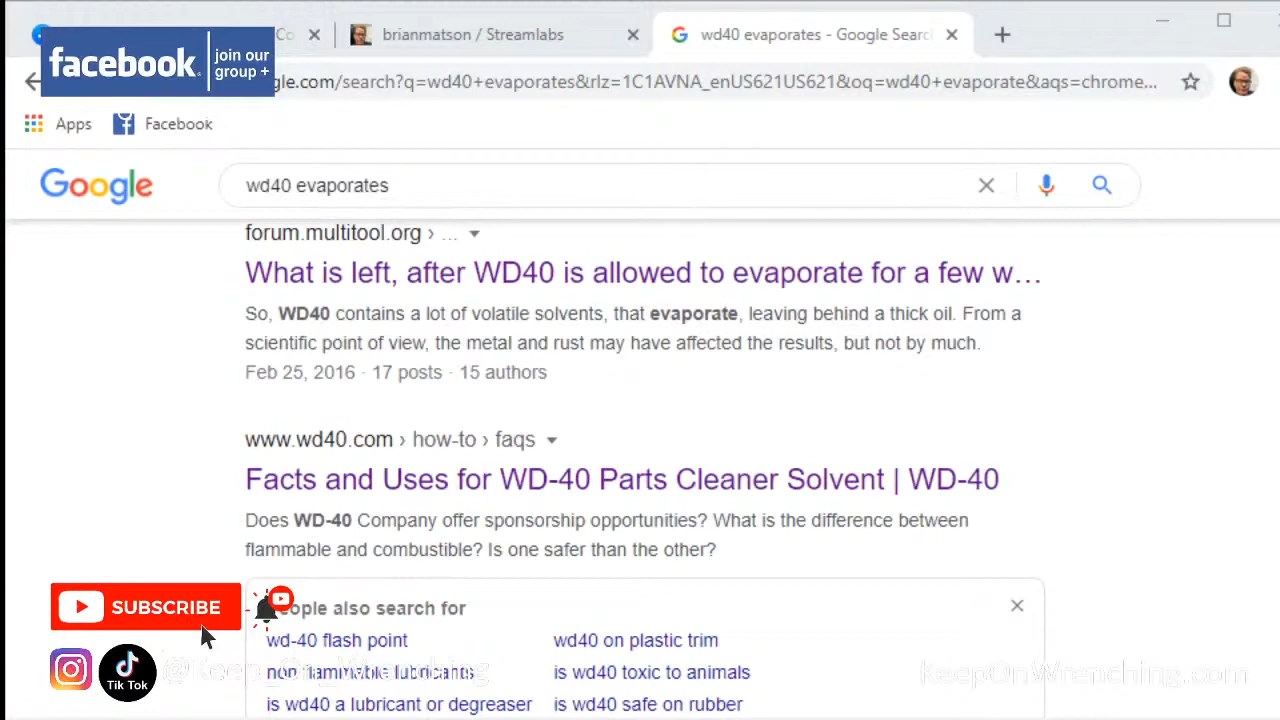 facebook
join our
group +
Co
brianmatson / Streamlabs
wd40 evaporates - Google Searc
gle.com/search?q=wd40+evaporates&rlz=1C1AVNA_enUS621US621&oq=wd40+evaporate&aqs=chrome...
Apps
Facebook
Google
wd40 evaporates
forum.multitool.org › ...
What is left, after WD40 is allowed to evaporate for a few w...
So, WD40 contains a lot of volatile solvents, that evaporate, leaving behind a thick oil. From a
scientific point of view, the metal and rust may have affected the results, but not by much.
Feb 25, 2016 · 17 posts · 15 authors
www.wd40.com › how-to › faqs
Facts and Uses for WD-40 Parts Cleaner Solvent | WD-40
Does WD-40 Company offer sponsorship opportunities? What is the difference between
flammable and combustible? Is one safer than the other?
SUBSCRIBE
eople also search for
wd-40 flash point
wd40 on plastic trim
non flammable lubricants
is wd40 toxic to animals
is wd40 a lubricant or degreaser
is wd40 safe on rubber
Tik Tok
@Keep_On_Wrenching
KeepOnWrenching.com